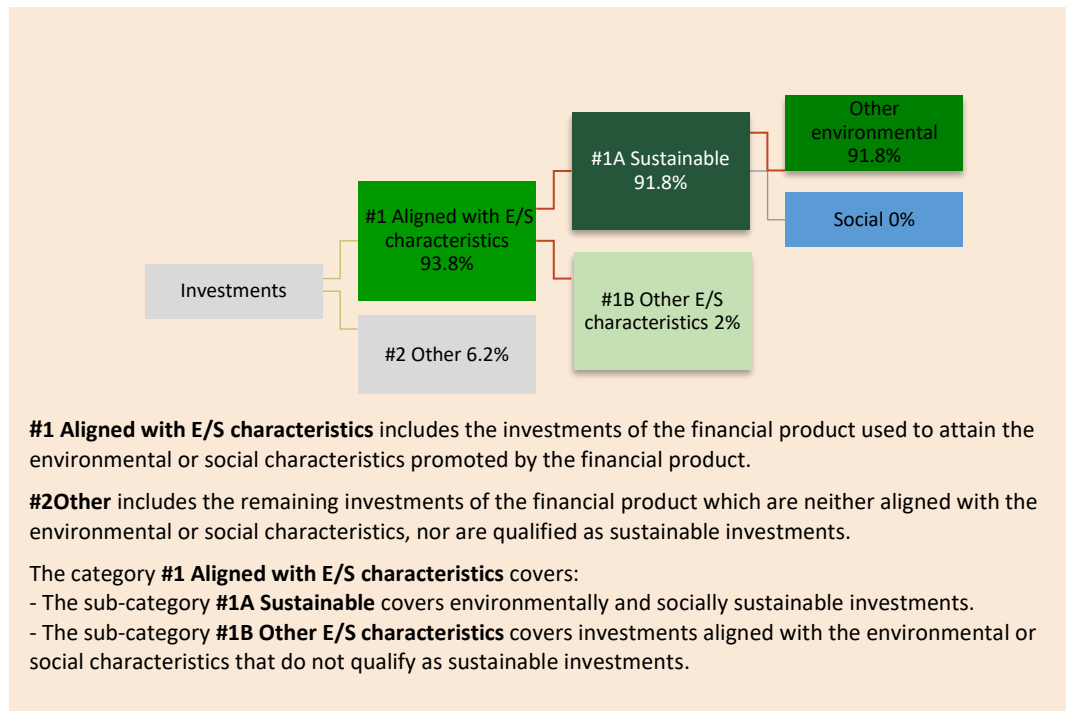 Other
environmental
91.8%
#1A Sustainable
91.8%
Social 0%
#1 Aligned with E/S
characteristics
93.8%
Investments
#1B Other E/S
characteristics 2%
#2 Other 6.2%
#1 Aligned with E/S characteristics includes the investments of the financial product used to attain the
environmental or social characteristics promoted by the financial product.
#2Other includes the remaining investments of the financial product which are neither aligned with the
environmental or social characteristics, nor are qualified as sustainable investments.
The category #1 Aligned with E/S characteristics covers:
- The sub-category #1A Sustainable covers environmentally and socially sustainable investments.
- The sub-category #1B Other E/S characteristics covers investments aligned with the environmental or
social characteristics that do not qualify as sustainable investments.